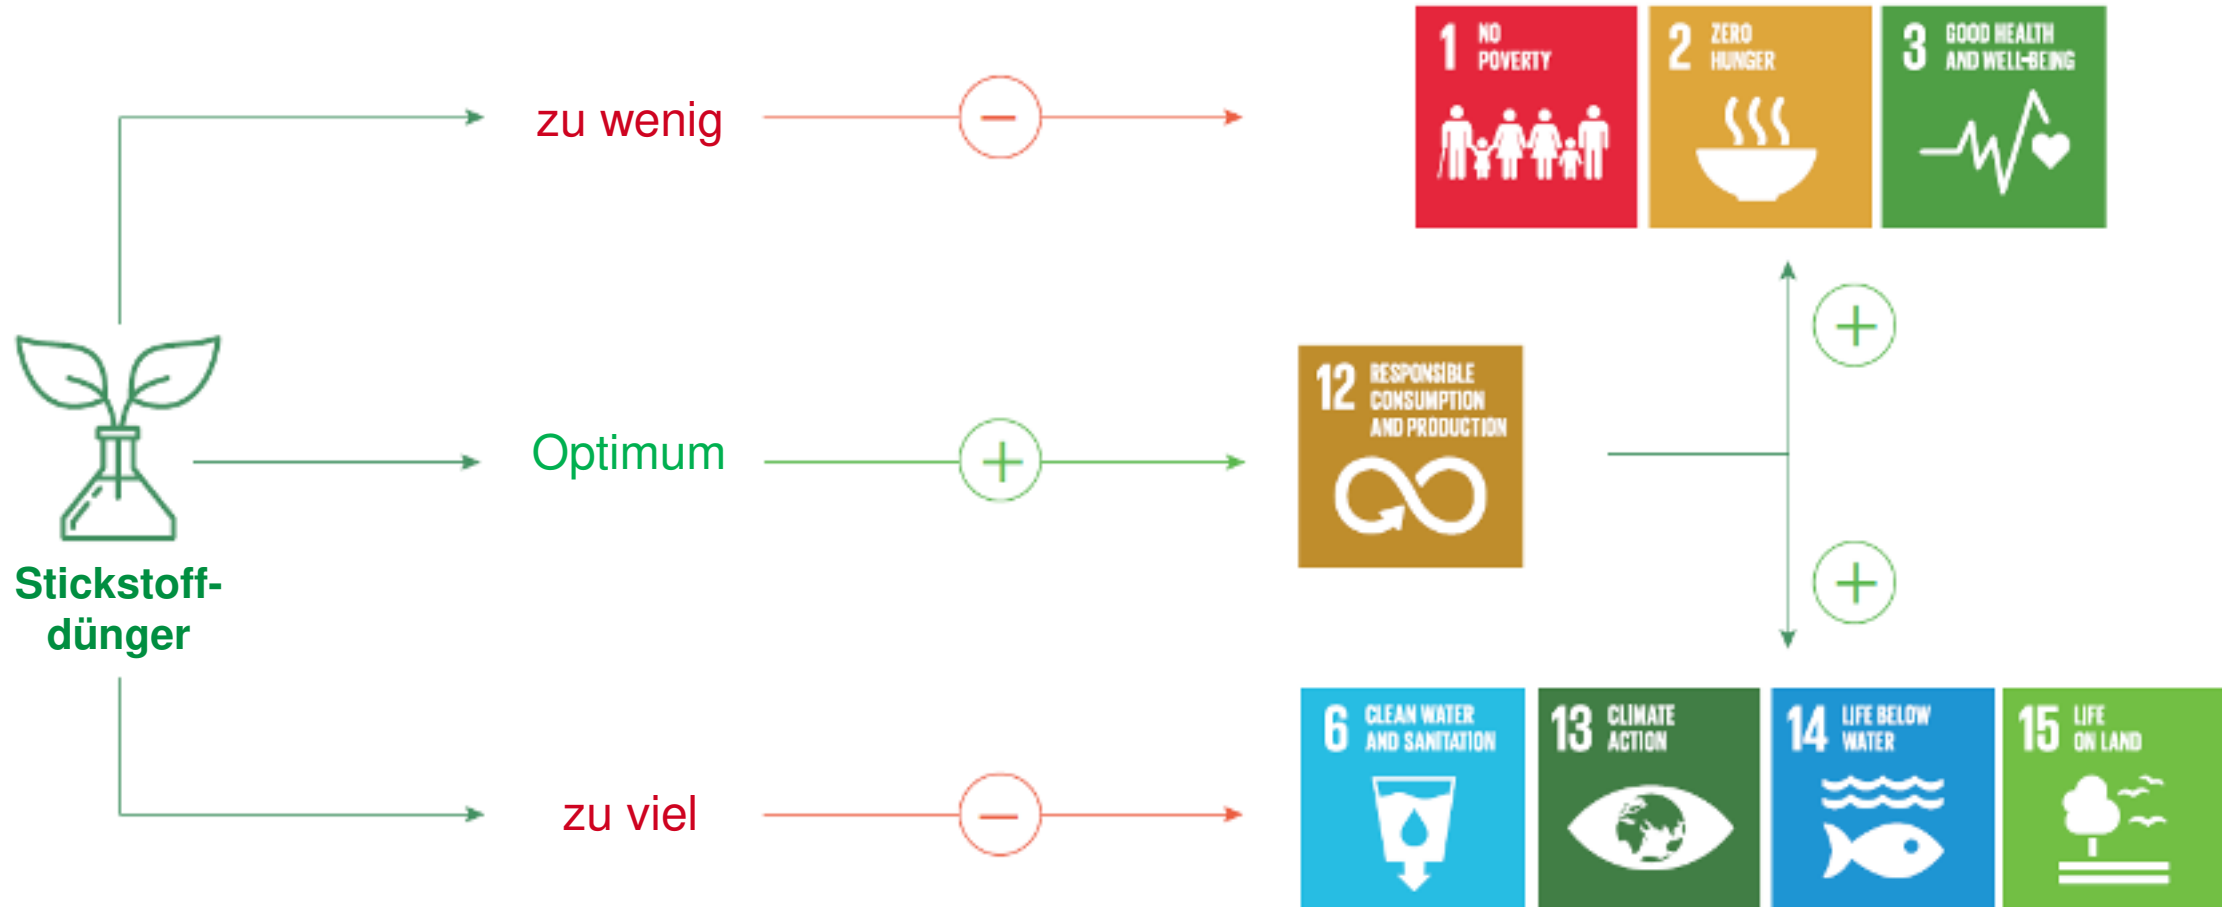 1 NO
POVERTY
2 ZERO
HUNGER
3 GOOD HEALTH
AND WELL-BEING
zu wenig
12 RESPONSIBLE
CONSUMPTION
AND PRODUCTION
Optimum
Stickstoff-
dünger
6 CLEAN WATER
AND SANITATION
13 CLIMATE
ACTION
14 LIFE BELOW
WATER
15 LIFE
ON LAND
zu viel